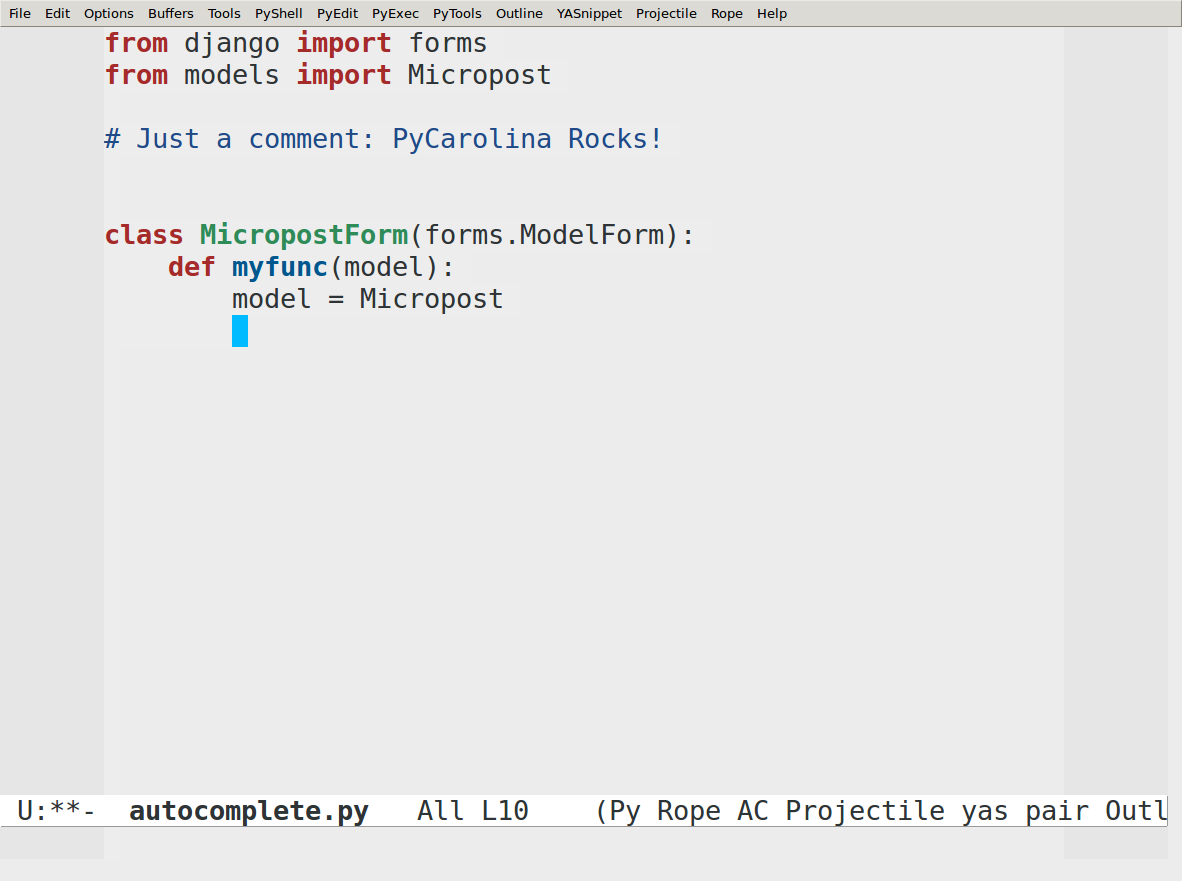 File Edit Options Buffers Tools PyShell PyEdit PyExec PyTools Outline YASnippet Projectile Rope Help
from django import forms
from models import Micropost
# Just a comment: PyCarolina Rocks!
class MicropostForm(forms.ModelForm):
    def myfunc(model):
        model = Micropost
U:**-  autocomplete.py   All L10    (Py Rope AC Projectile yas pair Outl